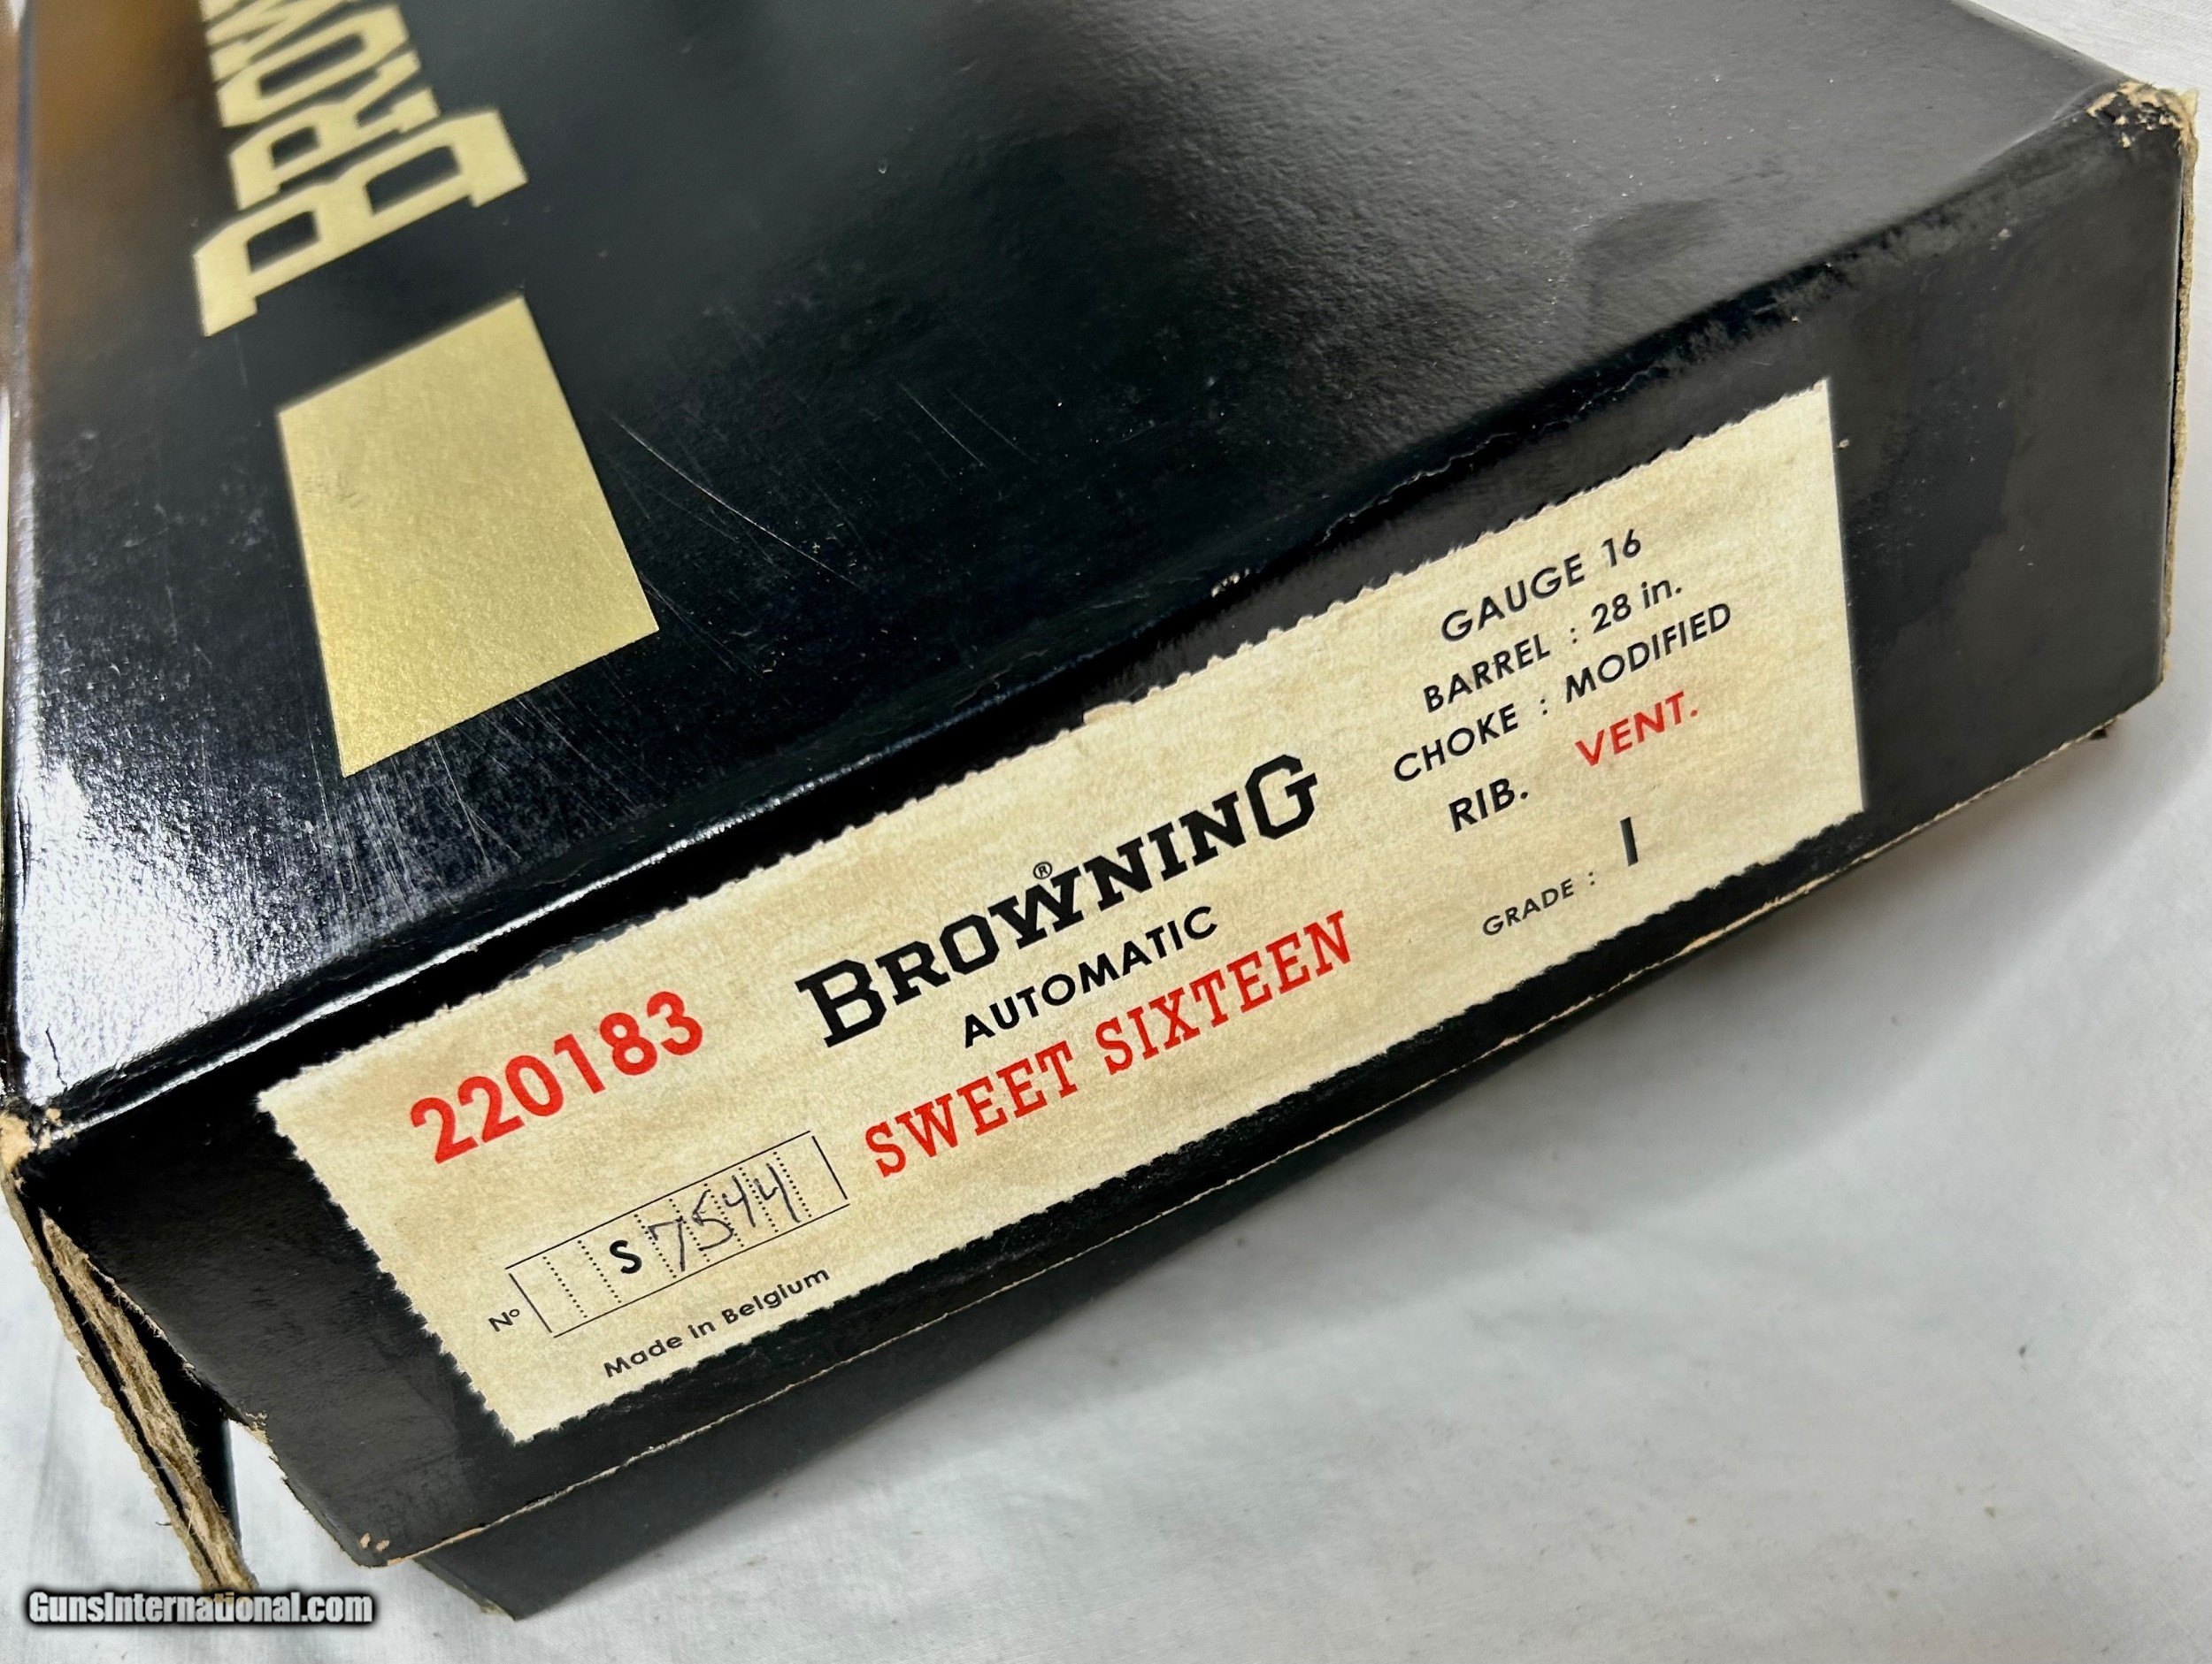 BROW
220183
BROWNING®
AUTOMATIC
SWEET SIXTEEN
GAUGE 16
BARREL : 28 in.
CHOKE : MODIFIED
RIB. VENT.
GRADE : I
Nº S 7544
Made in Belgium
GunsInternational.com